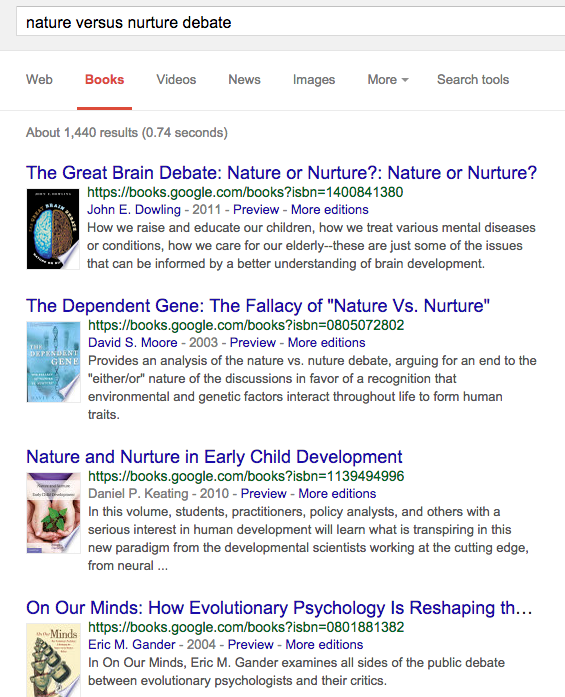 nature versus nurture debate
Web Books Videos News Images More Search tools
About 1,440 results (0.74 seconds)
The Great Brain Debate: Nature or Nurture?: Nature or Nurture?
https://books.google.com/books?isbn=1400841380
John E. Dowling - 2011 - Preview - More editions
How we raise and educate our children, how we treat various mental diseases
or conditions, how we care for our elderly--these are just some of the issues
that can be informed by a better understanding of brain development.
The Dependent Gene: The Fallacy of "Nature Vs. Nurture"
https://books.google.com/books?isbn=0805072802
THE
DEPENDENT
GENE
David S. Moore - 2003 - Preview - More editions
Provides an analysis of the nature vs. nuture debate, arguing for an end to the
"either/or" nature of the discussions in favor of a recognition that
environmental and genetic factors interact throughout life to form human
traits.
Nature and Nurture in Early Child Development
https://books.google.com/books?isbn=1139494996
Daniel P. Keating - 2010 - Preview - More editions
In this volume, students, practitioners, policy analysts, and others with a
serious interest in human development will learn what is transpiring in this
new paradigm from the developmental scientists working at the cutting edge,
from neural ...
On Our Minds: How Evolutionary Psychology Is Reshaping th...
https://books.google.com/books?isbn=0801881382
On Our
Minds
Eric M. Gander - 2004 - Preview - More editions
In On Our Minds, Eric M. Gander examines all sides of the public debate
between evolutionary psychologists and their critics.